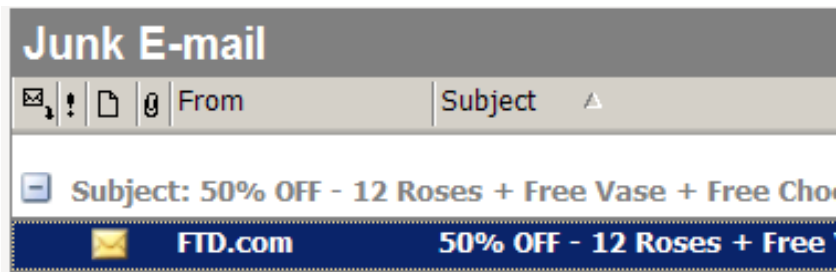 Junk E-mail
From Subject
Subject: 50% OFF - 12 Roses + Free Vase + Free
FTD.com 50% OFF - 12 Roses + Free